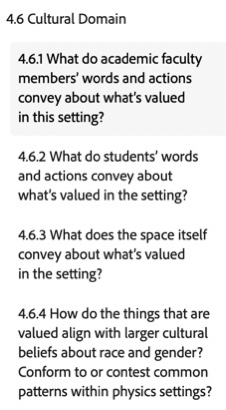 4.6 Cultural Domain
4.6.1 What do academic faculty
members' words and actions
convey about what's valued
in this setting?
4.6.2 What do students' words
and actions convey about
what's valued in the setting?
4.6.3 What does the space itself
convey about what's valued
in the setting?
4.6.4 How do the things that are
valued align with larger cultural
beliefs about race and gender?
Conform to or contest common
patterns within physics settings?